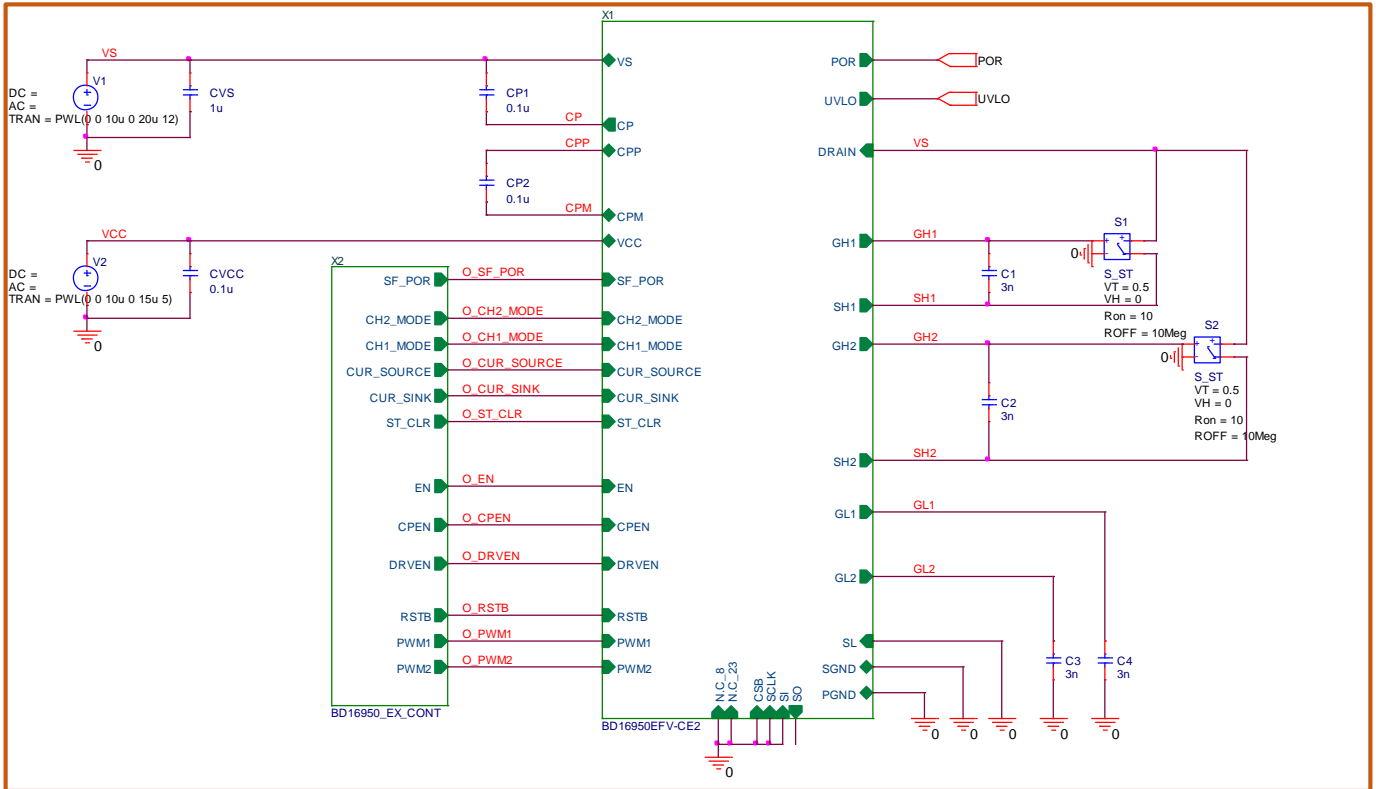 X1
VS
VS
POR
POR
V1
DC =
AC =
TRAN = PWL(0 0 10u 0 20u 12)
CVS
1u
CP1
0.1u
UVLO
UVLO
CP
CP
0
CPP
CPP
DRAIN
VS
CP2
0.1u
CPM
CPM
VCC
VCC
GH1
GH1
S1
0
V2
DC =
AC =
TRAN = PWL(0 0 10u 0 15u 5)
CVCC
0.1u
C1
3n
S_ST
VT = 0.5
VH = 0
Ron = 10
ROFF = 10Meg
X2
SF_POR
O_SF_POR
SF_POR
SH1
SH1
CH2_MODE
O_CH2_MODE
CH2_MODE
0
CH1_MODE
O_CH1_MODE
CH1_MODE
GH2
GH2
S2
0
CUR_SOURCE
O_CUR_SOURCE
CUR_SOURCE
S_ST
VT = 0.5
VH = 0
Ron = 10
ROFF = 10Meg
CUR_SINK
O_CUR_SINK
CUR_SINK
C2
3n
ST_CLR
O_ST_CLR
ST_CLR
SH2
SH2
EN
O_EN
EN
GL1
GL1
CPEN
O_CPEN
CPEN
DRVEN
O_DRVEN
DRVEN
GL2
GL2
RSTB
O_RSTB
RSTB
PWM1
O_PWM1
PWM1
SL
PWM2
O_PWM2
PWM2
SGND
C3
3n
C4
3n
PGND
N.C_8
N.C_23
CSB
SCLK
SI
SO
BD16950_EX_CONT
BD16950EFV-CE2
0
0
0
0
0
0